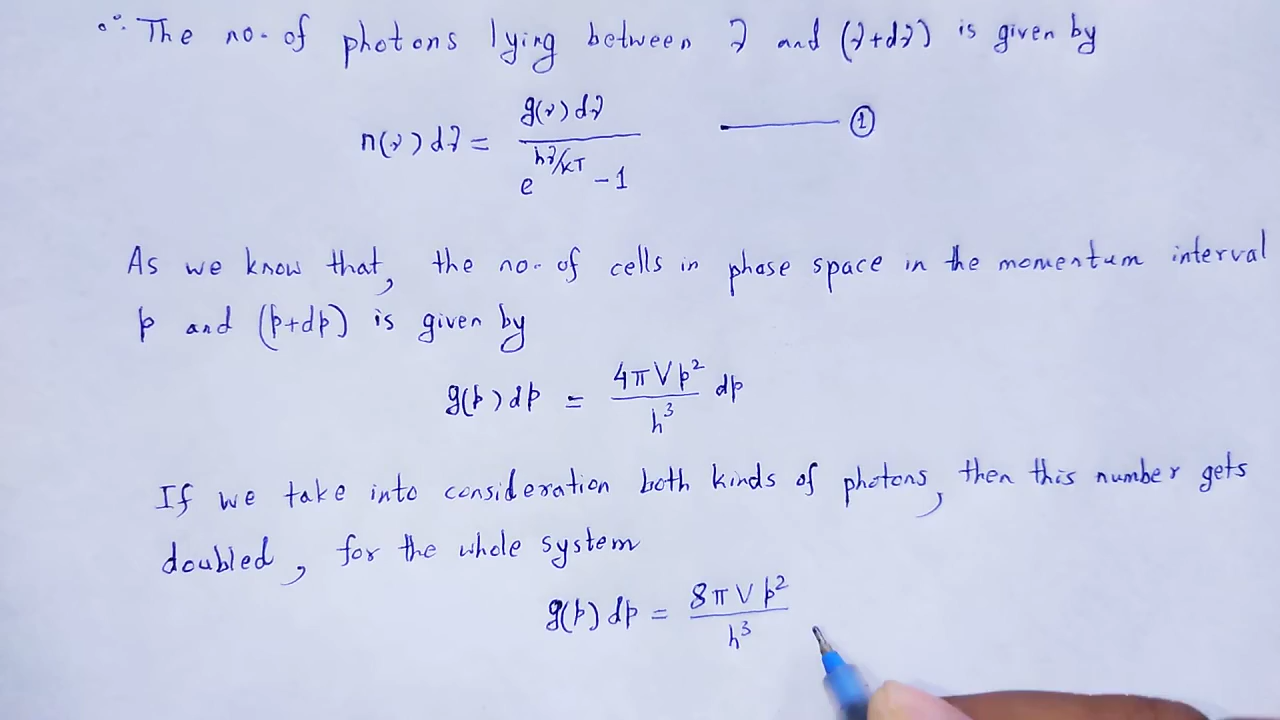 ∴ The no. of photons lying between ν and (ν+dν) is given by
n(ν) dν = g(ν) dν / (e^(hν/KT) - 1) ——— ①
As we know that, the no. of cells in phase space in the momentum interval
p and (p+dp) is given by
g(p) dp = 4πVp²/h³ dp
If we take into consideration both kinds of photons, then this number gets
doubled, for the whole system
g(p) dp = 8πVp²/h³